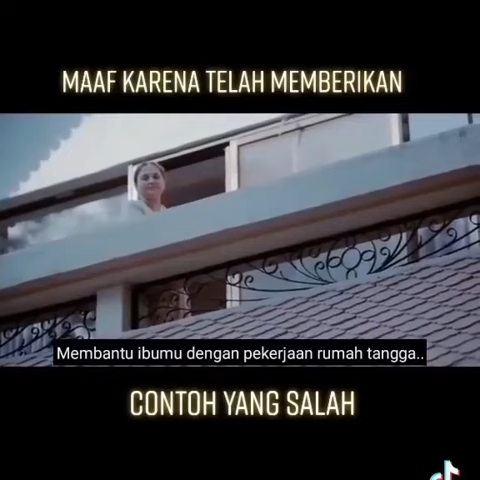 MAAF KARENA TELAH MEMBERIKAN
Membantu ibumu dengan pekerjaan rumah tangga..
CONTOH YANG SALAH